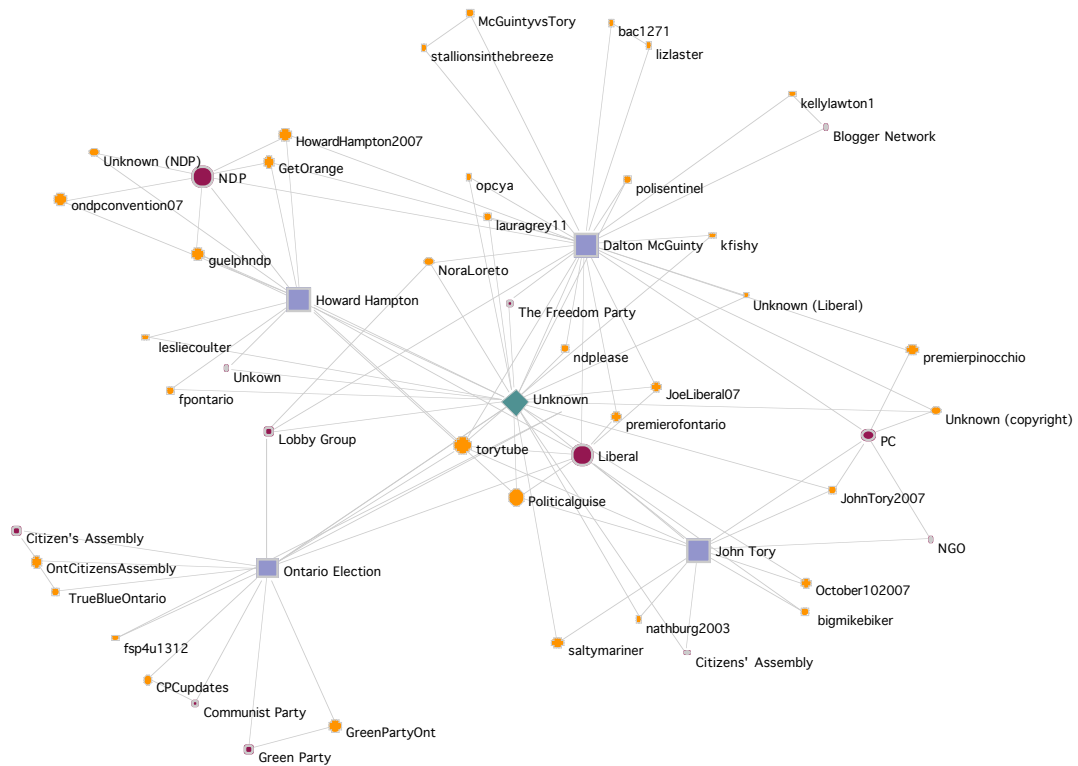 McGuintyvsTory
bac1271
lizlaster
stallionsinthebreeze
kellylawton1
Blogger Network
HowardHampton2007
Unknown (NDP)
GetOrange
NDP
opcya
polisentinel
ondpconvention07
lauragrey11
Dalton McGuinty
kfishy
guelphndp
NoraLoreto
Howard Hampton
The Freedom Party
Unknown (Liberal)
lesliecoulter
ndplease
premierpinocchio
Unkown
fpontario
Unknown
JoeLiberal07
premierofontario
Unknown (copyright)
Lobby Group
torytube
Liberal
PC
Politicalguise
JohnTory2007
Citizen's Assembly
NGO
John Tory
OntCitizensAssembly
Ontario Election
TrueBlueOntario
October102007
bigmikebiker
nathburg2003
fsp4u1312
saltymariner
Citizens' Assembly
CPCupdates
Communist Party
GreenPartyOnt
Green Party